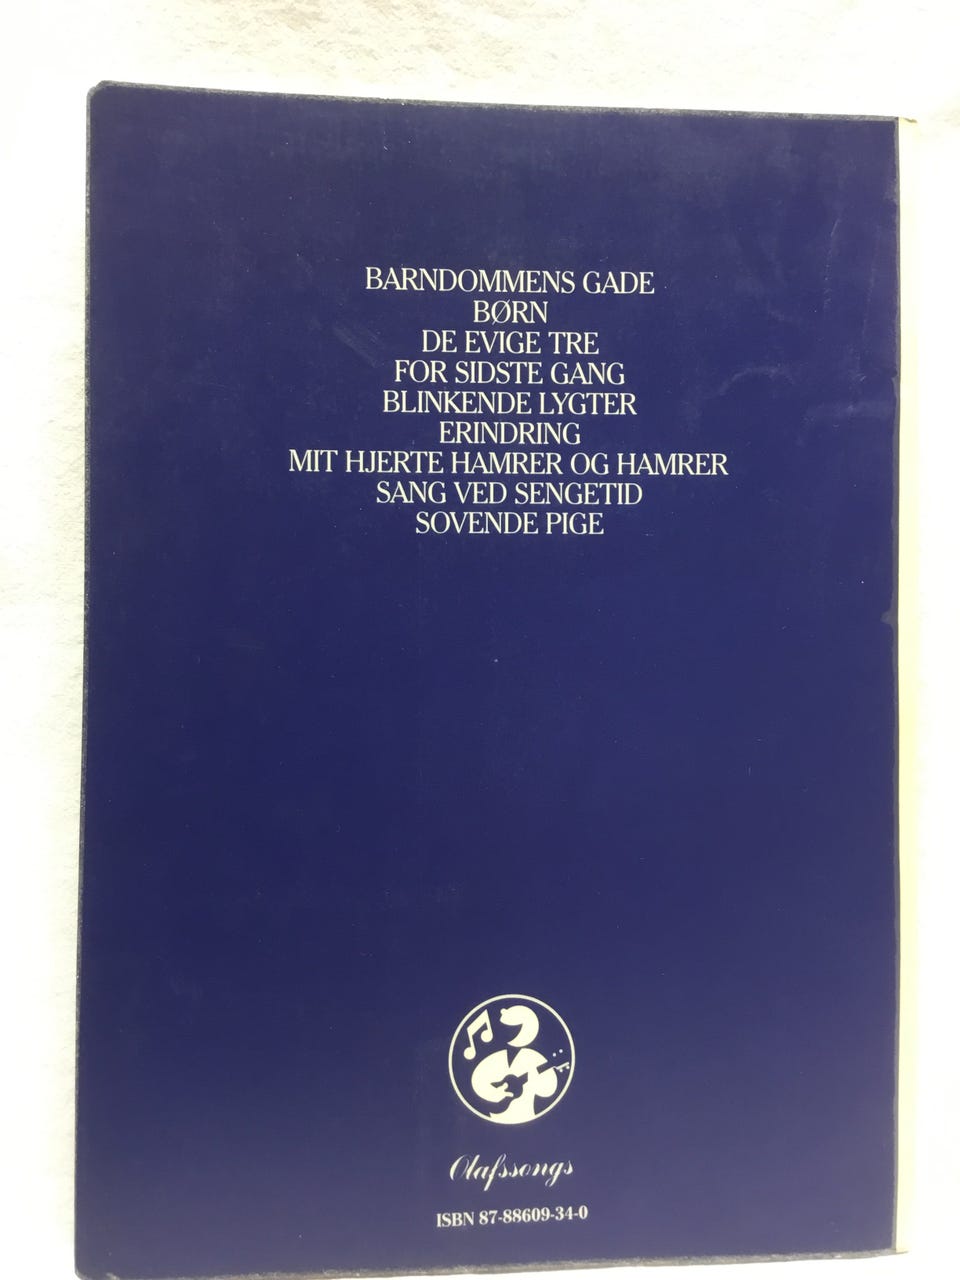 BARNDOMMENS GADE
BØRN
DE EVIGE TRE
FOR SIDSTE GANG
BLINKENDE LYGTER
ERINDRING
MIT HJERTE HAMRER OG HAMRER
SANG VED SENGETID
SOVENDE PIGE
Olafssongs
ISBN 87-88609-34-0